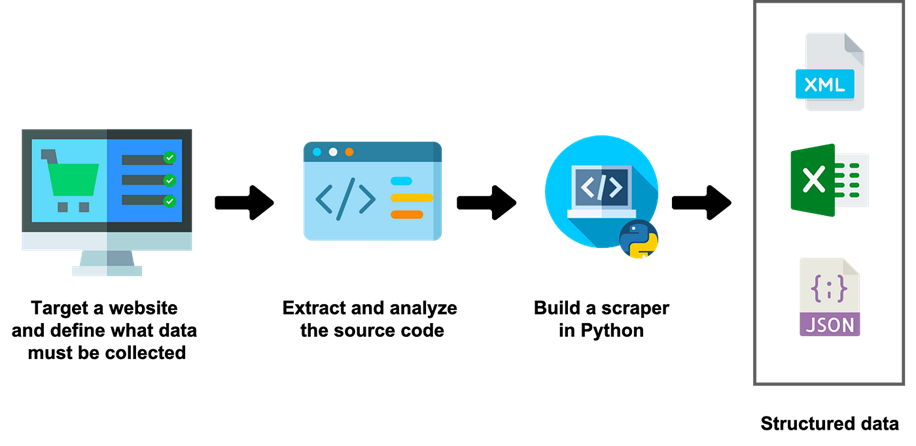 Target a website
and define what data
must be collected
</>
Extract and analyze
the source code
</>
Build a scraper
in Python
XML
X
{;}
JSON
Structured data